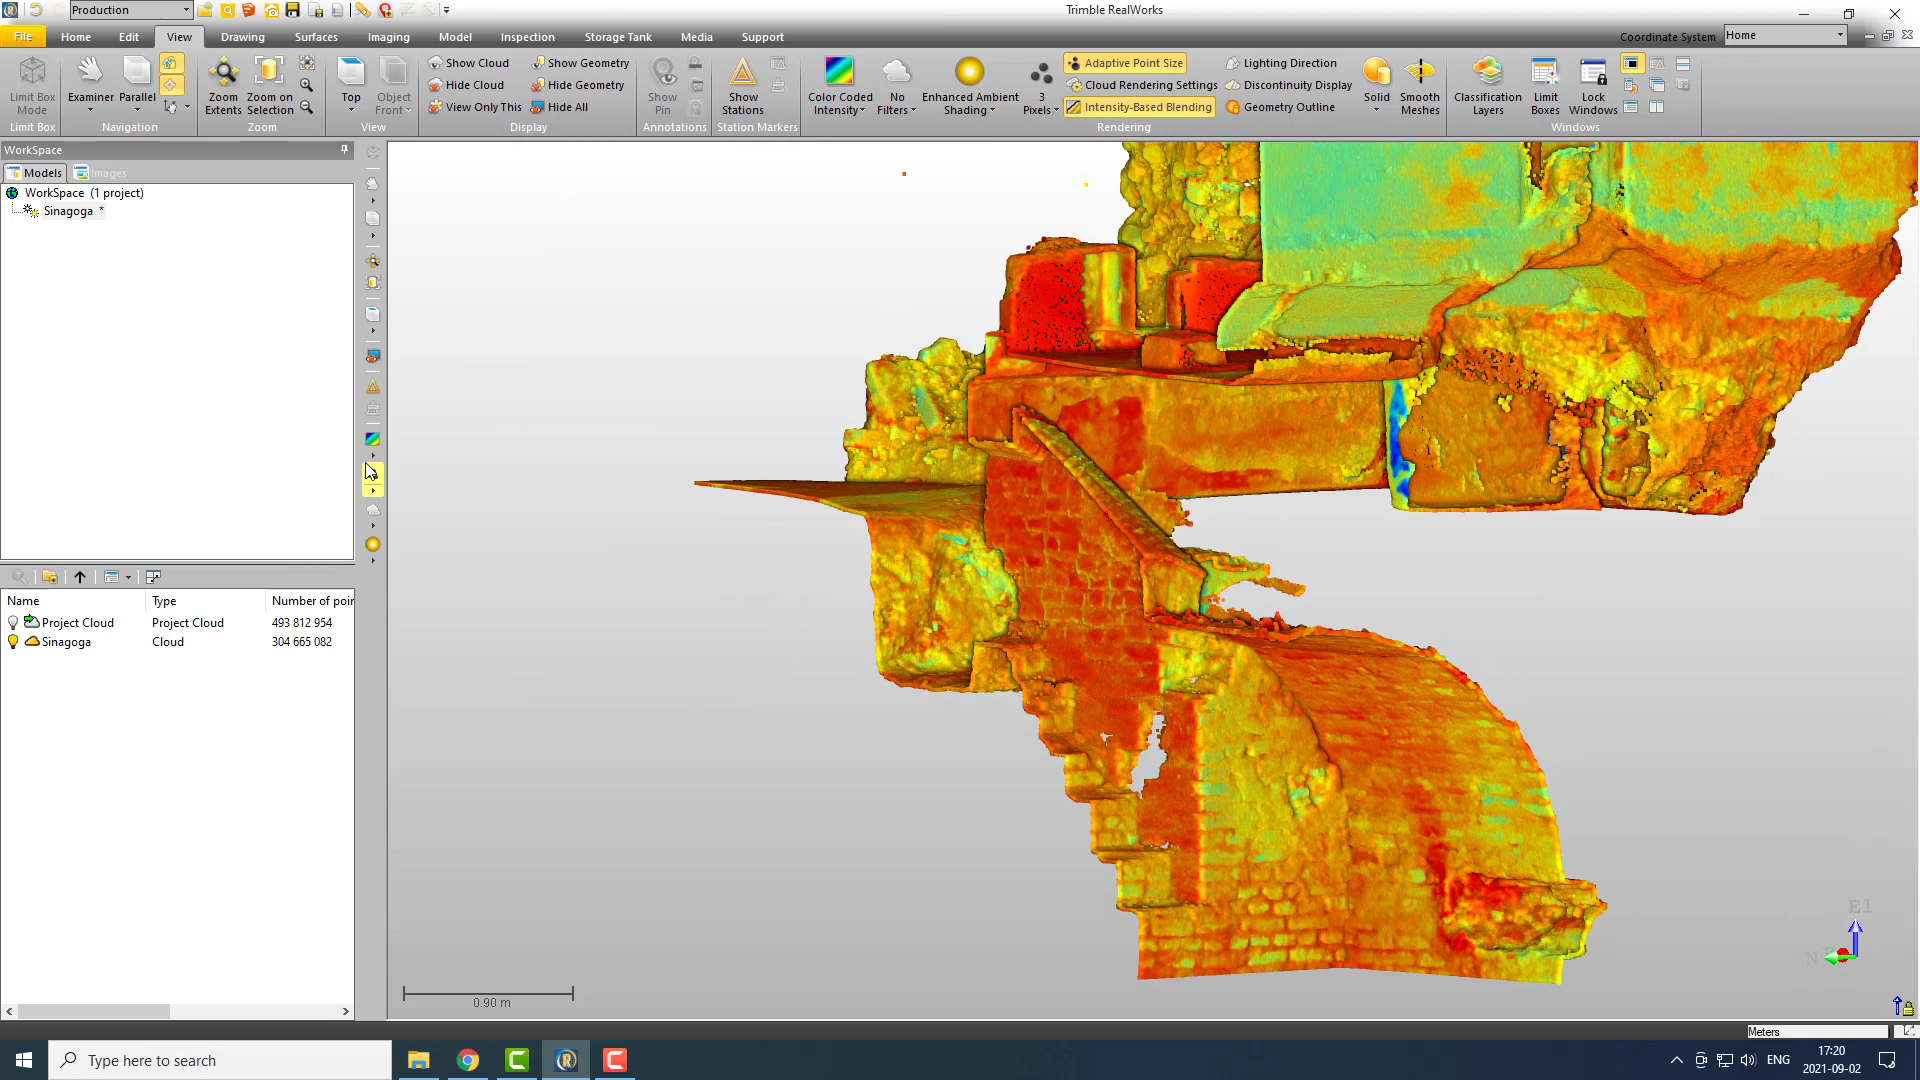 Production
Trimble RealWorks
File
Home
Edit
View
Drawing
Surfaces
Imaging
Model
Inspection
Storage Tank
Media
Support
Coordinate System
Home
Limit Box Mode
Limit Box
Examiner
Parallel
Navigation
Zoom Extents
Zoom on Selection
Zoom
Top
Object Front
View
Show Cloud
Hide Cloud
View Only This
Show Geometry
Hide Geometry
Hide All
Display
Show Pin
Annotations
Show Stations
Station Markers
Color Coded Intensity
No Filters
Enhanced Ambient Shading
3 Pixels
Adaptive Point Size
Cloud Rendering Settings
Intensity-Based Blending
Lighting Direction
Discontinuity Display
Geometry Outline
Solid
Smooth Meshes
Rendering
Classification Layers
Limit Boxes
Lock Windows
Windows
WorkSpace
Models
Images
WorkSpace (1 project)
Sinagoga *
Name Type Number of poir
Project Cloud Project Cloud 493 812 954
Sinagoga Cloud 304 665 082
0.90 m
El
N
Meters
Type here to search
ENG
17:20
2021-09-02